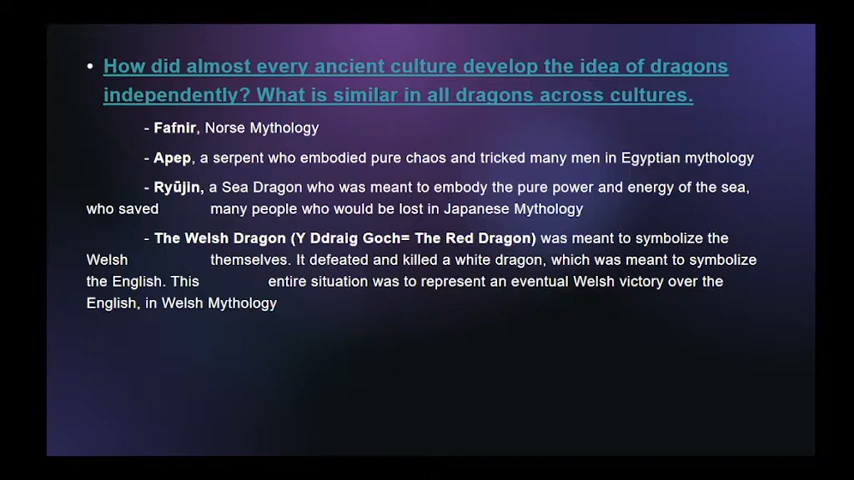 • How did almost every ancient culture develop the idea of dragons
independently? What is similar in all dragons across cultures.
- Fafnir, Norse Mythology
- Apep, a serpent who embodied pure chaos and tricked many men in Egyptian mythology
- Ryūjin, a Sea Dragon who was meant to embody the pure power and energy of the sea,
who saved many people who would be lost in Japanese Mythology
- The Welsh Dragon (Y Ddraig Goch= The Red Dragon) was meant to symbolize the
Welsh themselves. It defeated and killed a white dragon, which was meant to symbolize
the English. This entire situation was to represent an eventual Welsh victory over the
English, in Welsh Mythology